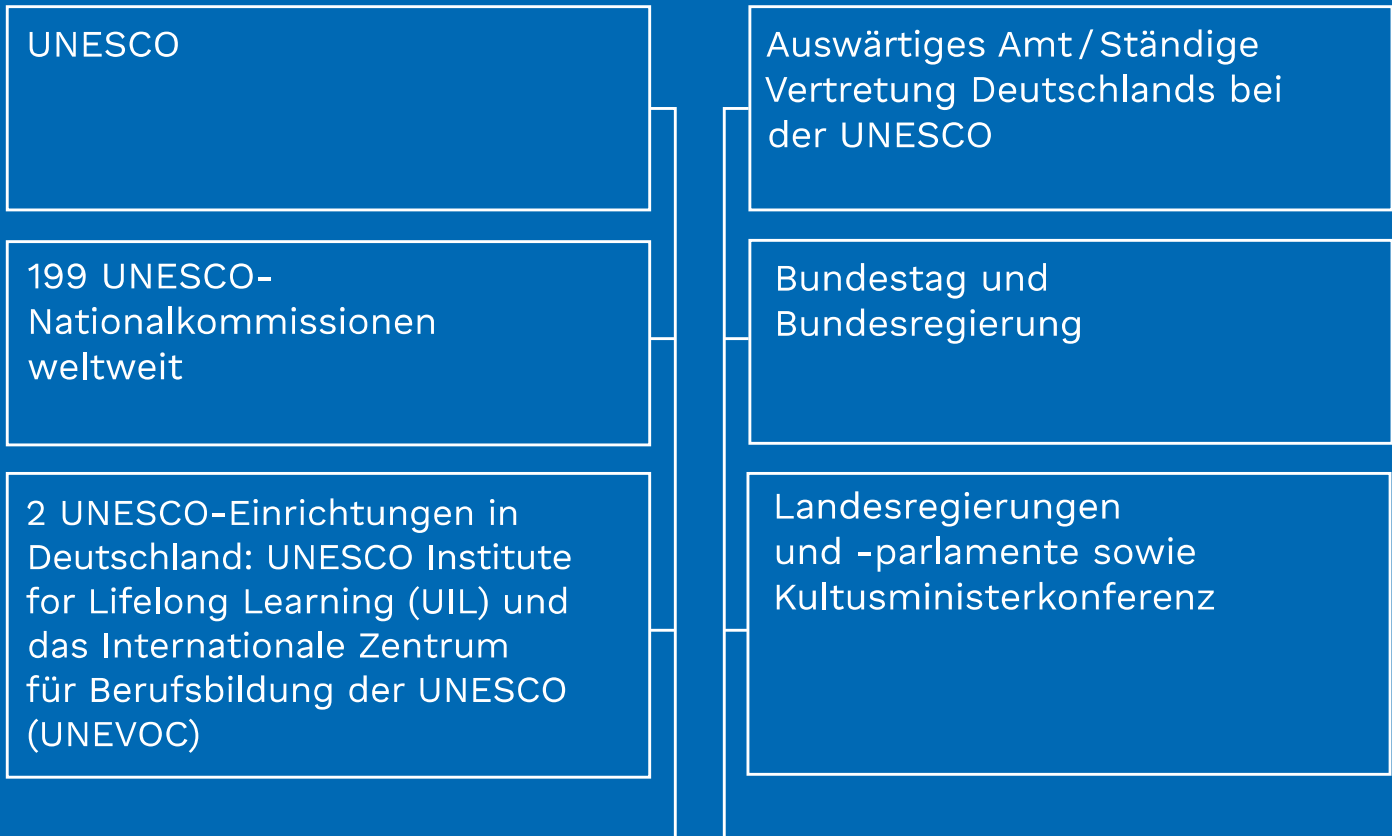 UNESCO
199 UNESCO-
Nationalkommissionen
weltweit
2 UNESCO-Einrichtungen in
Deutschland: UNESCO Institute
for Lifelong Learning (UIL) und
das Internationale Zentrum
für Berufsbildung der UNESCO
(UNEVOC)
Auswärtiges Amt / Ständige
Vertretung Deutschlands bei
der UNESCO
Bundestag und
Bundesregierung
Landesregierungen
und -parlamente sowie
Kultusministerkonferenz